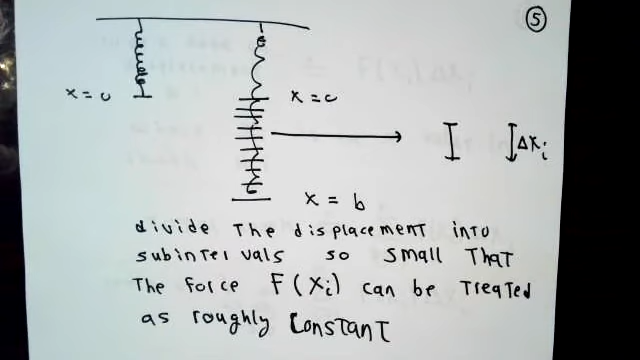 5
x = 0
x = 0
Δxi
x = b
divide The displacement into
subintervals so small That
The force F(xi) can be treated
as roughly constant